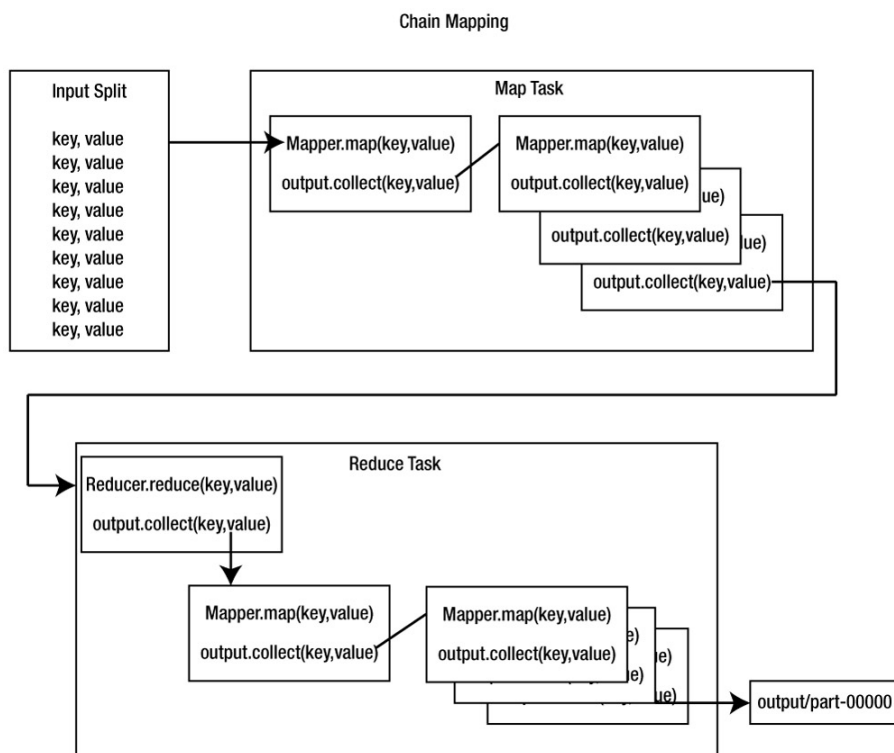 Chain Mapping
Input Split
key, value
key, value
key, value
key, value
key, value
key, value
key, value
key, value
key, value
Map Task
Mapper.map(key,value)
output.collect(key,value)
Mapper.map(key,value)
output.collect(key,value)
ue)
output.collect(key,value)
lue)
output.collect(key,value)
Reduce Task
Reducer.reduce(key,value)
output.collect(key,value)
Mapper.map(key,value)
output.collect(key,value)
Mapper.map(key,value)
output.collect(key,value)
e)
ue)
ue)
output/part-00000